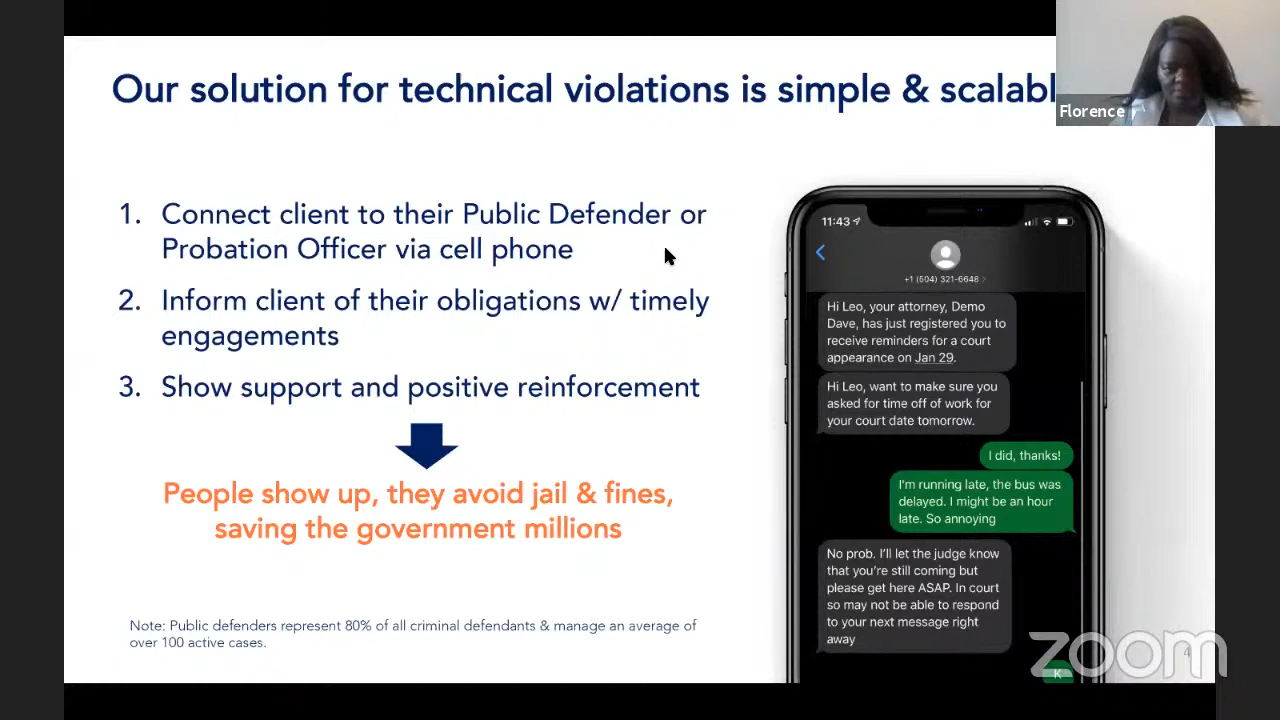 Our solution for technical violations is simple & scalabl
Florence
1. Connect client to their Public Defender or
Probation Officer via cell phone
2. Inform client of their obligations w/ timely
engagements
3. Show support and positive reinforcement
People show up, they avoid jail & fines,
saving the government millions
Note: Public defenders represent 80% of all criminal defendants & manage an average of
over 100 active cases.
11:43
+1 (504) 321-6648
Hi Leo, your attorney, Demo
Dave, has just registered you to
receive reminders for a court
appearance on Jan 29.
Hi Leo, want to make sure you
asked for time off of work for
your court date tomorrow.
I did, thanks!
I'm running late, the bus was
delayed. I might be an hour
late. So annoying
No prob. I'll let the judge know
that you're still coming but
please get here ASAP. In court
so may not be able to respond
to your next message right
away
K
zoom
4